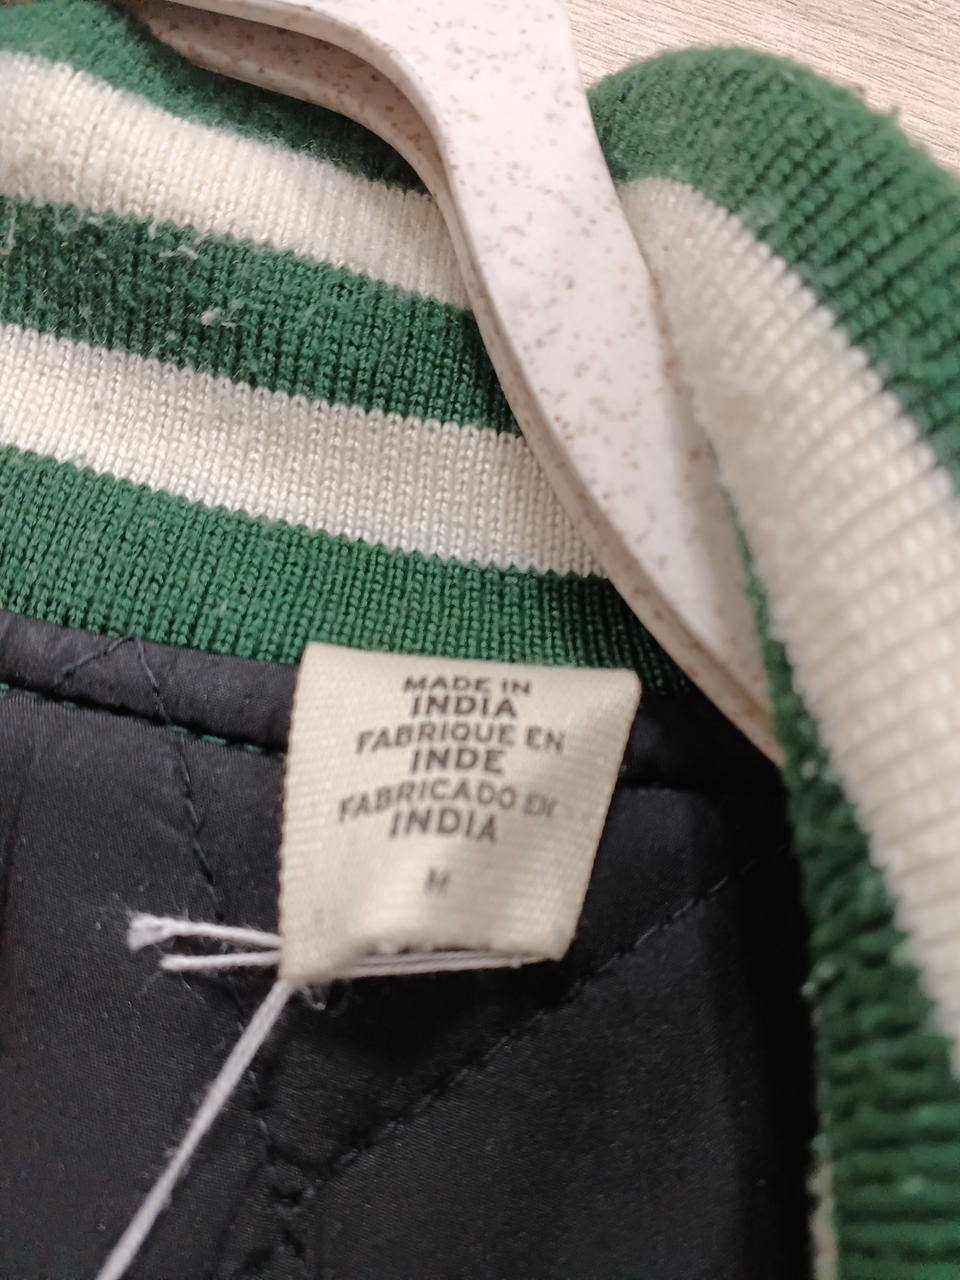 MADE IN
INDIA
FABRIQUE EN
INDE
FABRICADO EN
INDIA
M